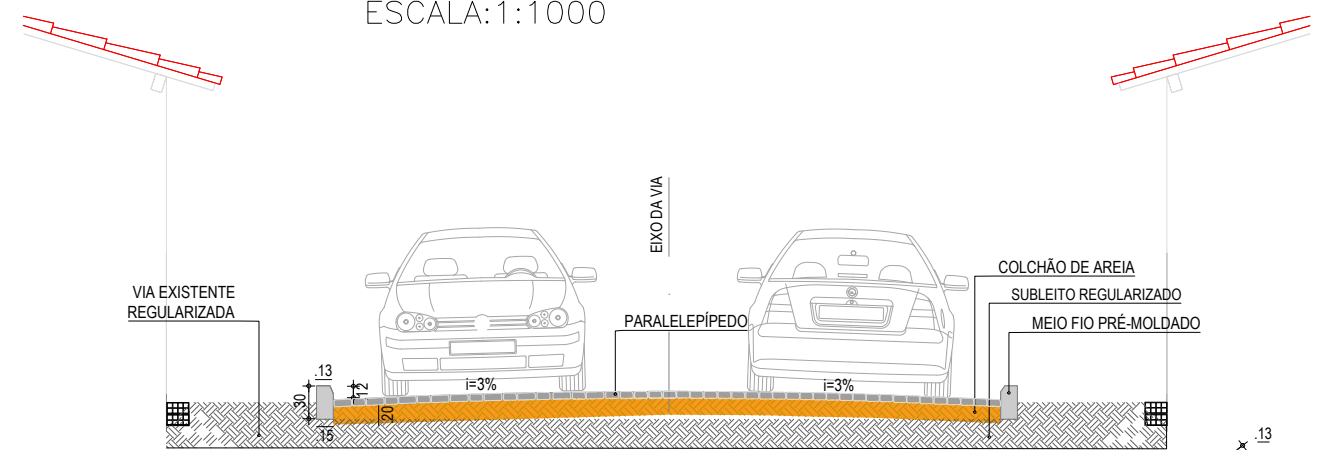 ESCALA:1:1000
EIXO DA VIA
COLCHÃO DE AREIA
VIA EXISTENTE
REGULARIZADA
SUBLEITO REGULARIZADO
PARALELEPÍPEDO
MEIO FIO PRÉ-MOLDADO
.13
12
i=3%
i=3%
30
.20
.15
.13